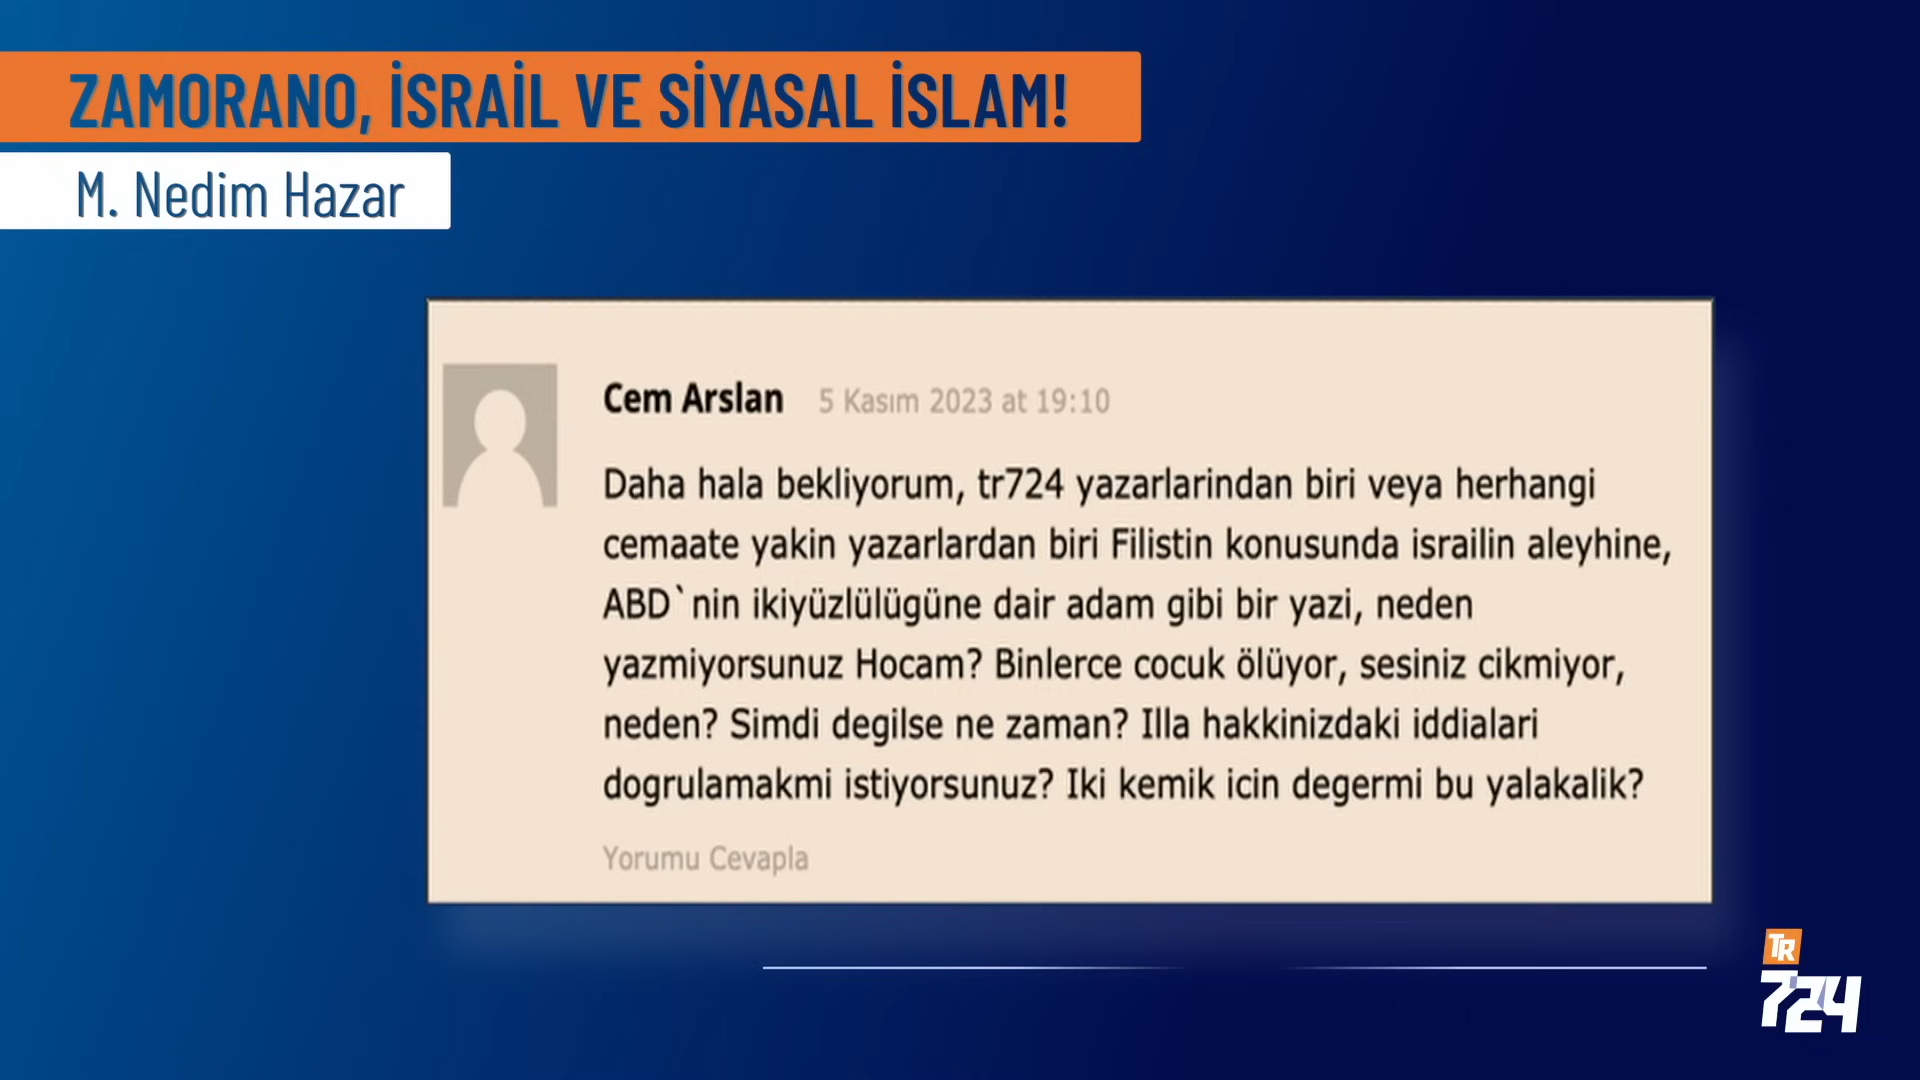 ZAMORANO, İSRAİL VE SİYASAL İSLAM!
M. Nedim Hazar
Cem Arslan 5 Kasım 2023 at 19:10
Daha hala bekliyorum, tr724 yazarlarindan biri veya herhangi
cemaate yakin yazarlardan biri Filistin konusunda israilin aleyhine,
ABD`nin ikiyüzlülügüne dair adam gibi bir yazi, neden
yazmiyorsunuz Hocam? Binlerce cocuk ölüyor, sesiniz cikmiyor,
neden? Simdi degilse ne zaman? Illa hakkinizdaki iddialari
dogrulamakmi istiyorsunuz? Iki kemik icin degermi bu yalakalik?
Yorumu Cevapla
TR
724